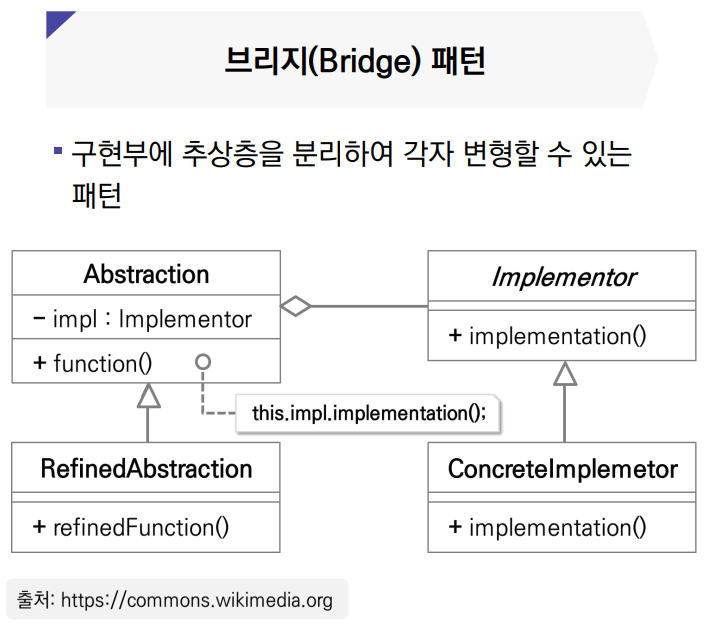 브리지(Bridge) 패턴
▪ 구현부에 추상층을 분리하여 각자 변형할 수 있는
패턴
Abstraction
- impl : Implementor
+ function()
this.impl.implementation();
Implementor
+ implementation()
RefinedAbstraction
+ refinedFunction()
ConcreteImplemetor
+ implementation()
출처: https://commons.wikimedia.org